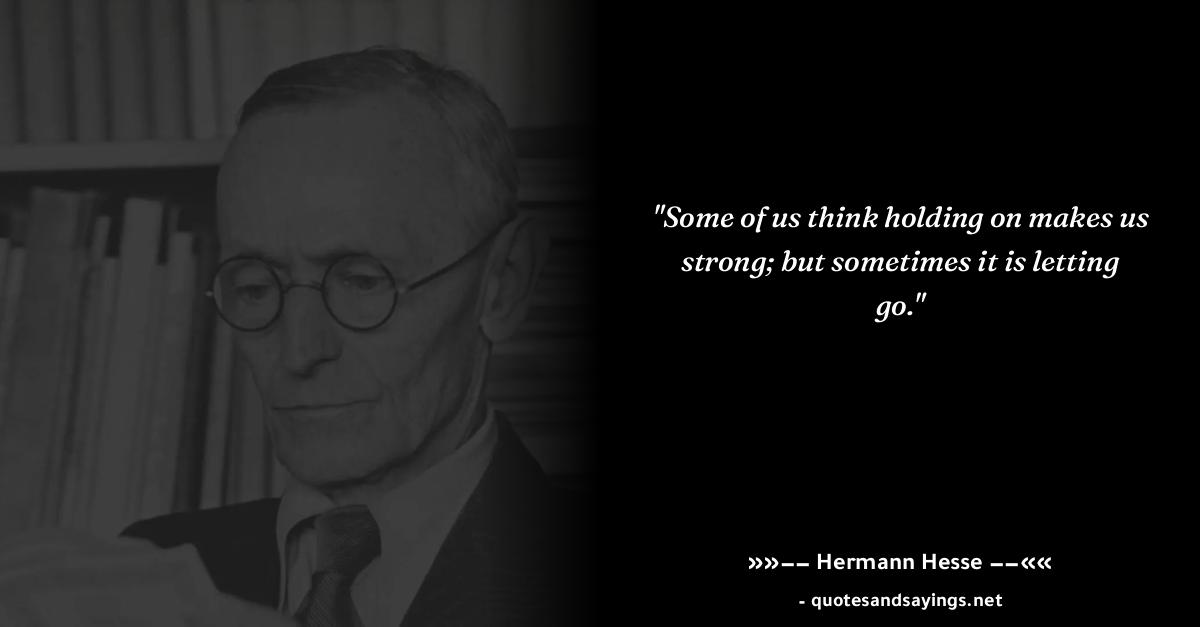 "Some of us think holding on makes us
strong; but sometimes it is letting
go."
»»−− Hermann Hesse −−««
- quotesandsayings.net